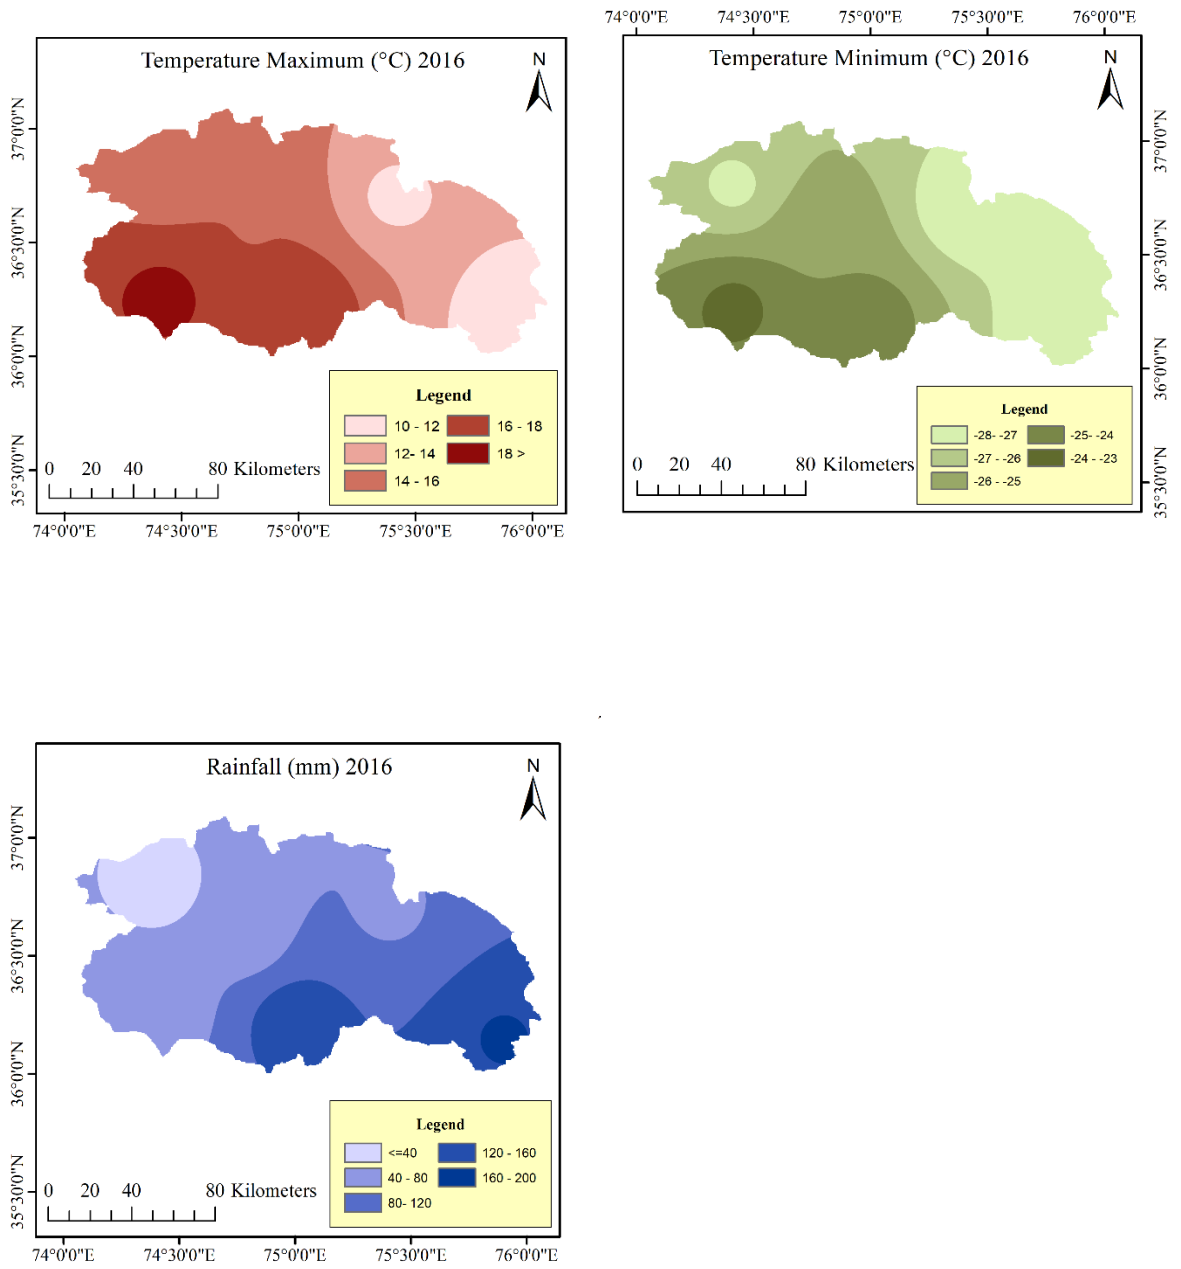 Temperature Maximum (°C) 2016
N
37°0'0"N
36°30'0"N
36°0'0"N
35°30'0"N
Legend
10 - 12
12- 14
14 - 16
16 - 18
18 >
0 20 40 80 Kilometers
74°0'0"E 74°30'0"E 75°0'0"E 75°30'0"E 76°0'0"E
74°0'0"E 74°30'0"E 75°0'0"E 75°30'0"E 76°0'0"E
Temperature Minimum (°C) 2016
N
37°0'0"N
36°30'0"N
36°0'0"N
35°30'0"N
Legend
-28- -27
-27 - -26
-26 - -25
-25- -24
-24 - -23
0 20 40 80 Kilometers
Rainfall (mm) 2016
N
37°0'0"N
36°30'0"N
36°0'0"N
35°30'0"N
Legend
<=40
40 - 80
80- 120
120 - 160
160 - 200
0 20 40 80 Kilometers
74°0'0"E 74°30'0"E 75°0'0"E 75°30'0"E 76°0'0"E